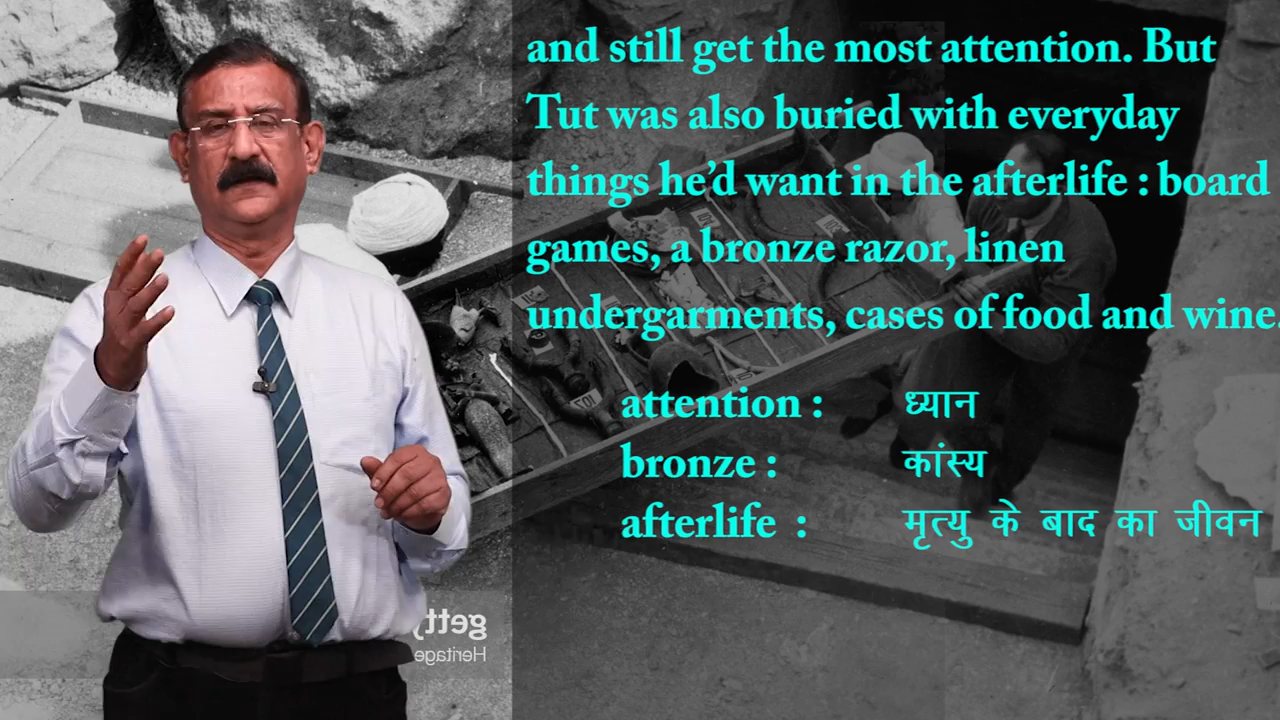 and still get the most attention. But
Tut was also buried with everyday
things he'd want in the afterlife : board
games, a bronze razor, linen
undergarments, cases of food and wine.
attention : ध्यान
bronze : कांस्य
afterlife : मृत्यु के बाद का जीवन
getty
Heritage